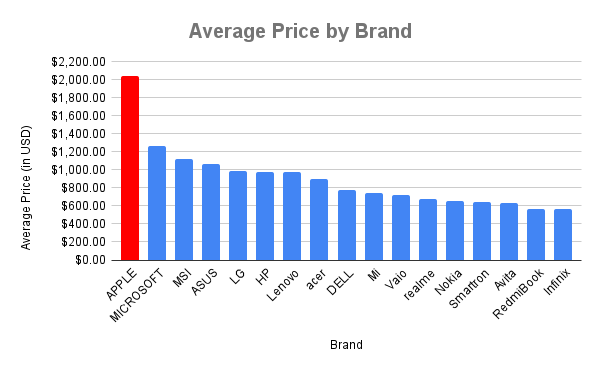 Average Price by Brand
$2,200.00
$2,000.00
$1,800.00
$1,600.00
$1,400.00
$1,200.00
$1,000.00
$800.00
$600.00
$400.00
$200.00
$0.00
Average Price (in USD)
APPLE
MICROSOFT
MSI
ASUS
LG
HP
Lenovo
acer
DELL
Mi
Vaio
realme
Nokia
Smartron
Avita
RedmiBook
Infinix
Brand